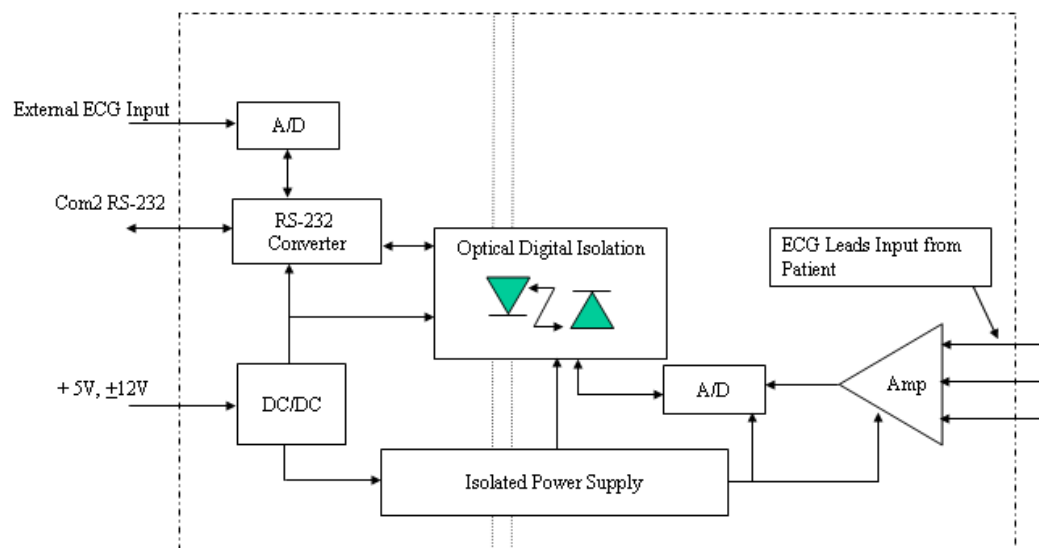 External ECG Input
A/D
Com2 RS-232
RS-232
Converter
Optical Digital Isolation
ECG Leads Input from
Patient
+ 5V, ±12V
DC/DC
A/D
Amp
Isolated Power Supply